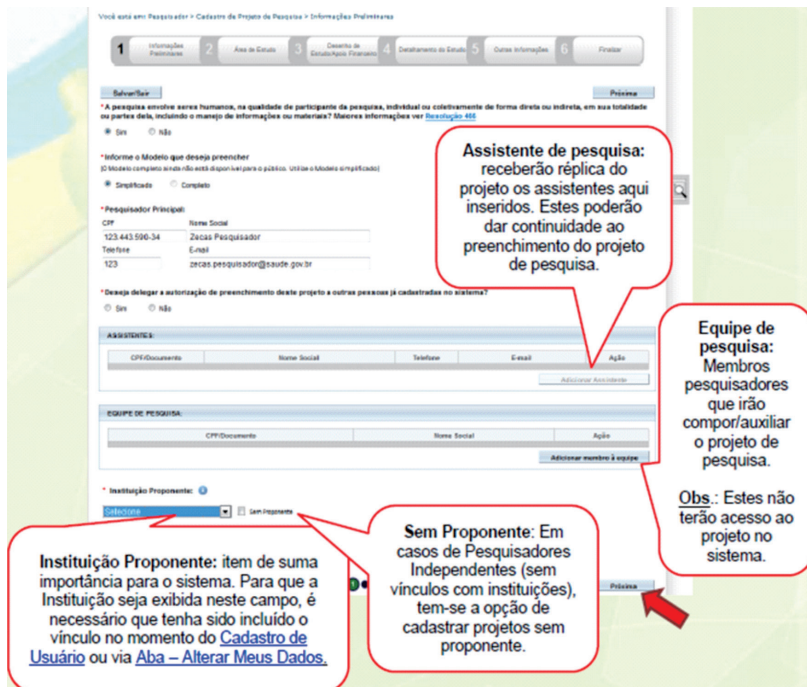 Você está em: Pesquisador > Cadastro de Projeto de Pesquisa > Informações Preliminares
1 Informações Preliminares 2 Área de Estudo 3 Desenho de Estudo/Apoio Financeiro 4 Detalhamento do Estudo 5 Outras Informações 6 Finalizar
Salvar/Sair Próxima
* A pesquisa envolve seres humanos, na qualidade de participante da pesquisa, individual ou coletivamente de forma direta ou indireta, em sua totalidade
ou partes dela, incluindo o manejo de informações ou materiais? Maiores informações ver Resolução 466
Sim Não
* Informe o Modelo que deseja preencher
(O Modelo completo ainda não está disponível para o público. Utilize o Modelo simplificado)
Simplificado Completo
* Pesquisador Principal:
CPF Nome Social
123.443.590-34 Zecas Pesquisador
Telefone E-mail
123 zecas.pesquisador@saude.gov.br
* Deseja delegar a autorização de preenchimento deste projeto a outras pessoas já cadastradas no sistema?
Sim Não
ASSISTENTES:
CPF/Documento Nome Social Telefone E-mail Ação
Adicionar Assistente
EQUIPE DE PESQUISA:
CPF/Documento Nome Social Ação
Adicionar membro à equipe
* Instituição Proponente:
Selecione Sem Proponente
Próxima
Assistente de pesquisa:
receberão réplica do
projeto os assistentes aqui
inseridos. Estes poderão
dar continuidade ao
preenchimento do projeto
de pesquisa.
Equipe de
pesquisa:
Membros
pesquisadores
que irão
compor/auxiliar
o projeto de
pesquisa.
Obs.: Estes não
terão acesso ao
projeto no
sistema.
Instituição Proponente: item de suma
importância para o sistema. Para que a
Instituição seja exibida neste campo, é
necessário que tenha sido incluído o
vínculo no momento do Cadastro de
Usuário ou via Aba – Alterar Meus Dados.
Sem Proponente: Em
casos de Pesquisadores
Independentes (sem
vínculos com instituições),
tem-se a opção de
cadastrar projetos sem
proponente.